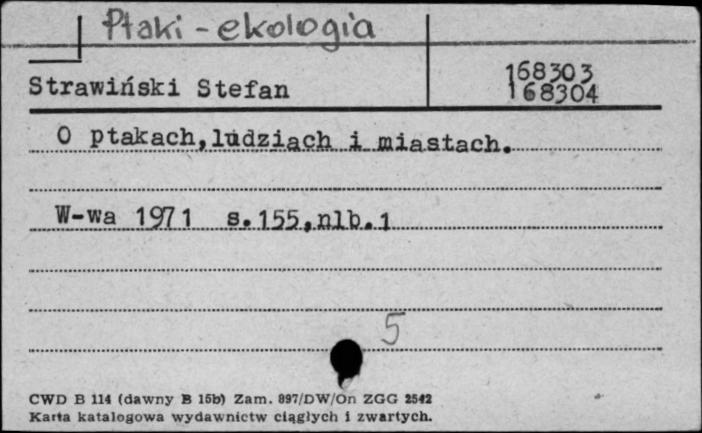 Ptaki - ekologia
Strawiński Stefan
168303
168304
O ptakach, ludziach i miastach.
W-wa 1971 s.155,nlb.1
5
CWD B 114 (dawny B 15b) Zam. 897/DW/On ZGG 2542
Karta katalogowa wydawnictw ciągłych i zwartych.